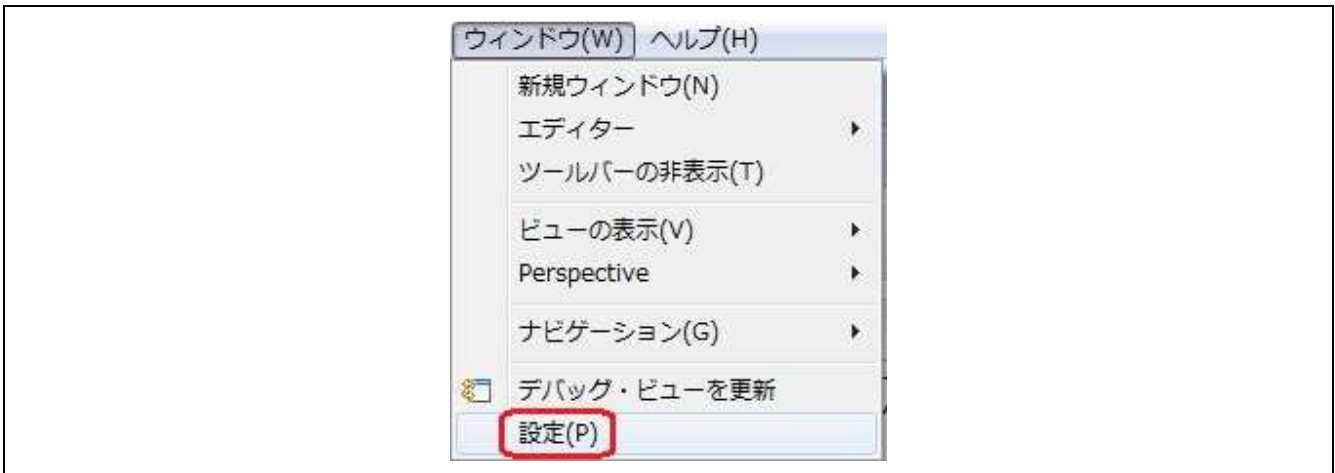 ウィンドウ(W) ヘルプ(H)
新規ウィンドウ(N)
エディター
ツールバーの非表示(T)
ビューの表示(V)
Perspective
ナビゲーション(G)
デバッグ・ビューを更新
設定(P)